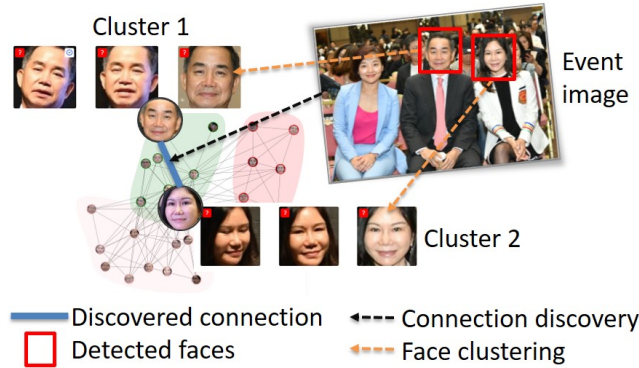 Cluster 1
?
?
?
Event
image
?
?
?
Cluster 2
Discovered connection
Connection discovery
Detected faces
Face clustering